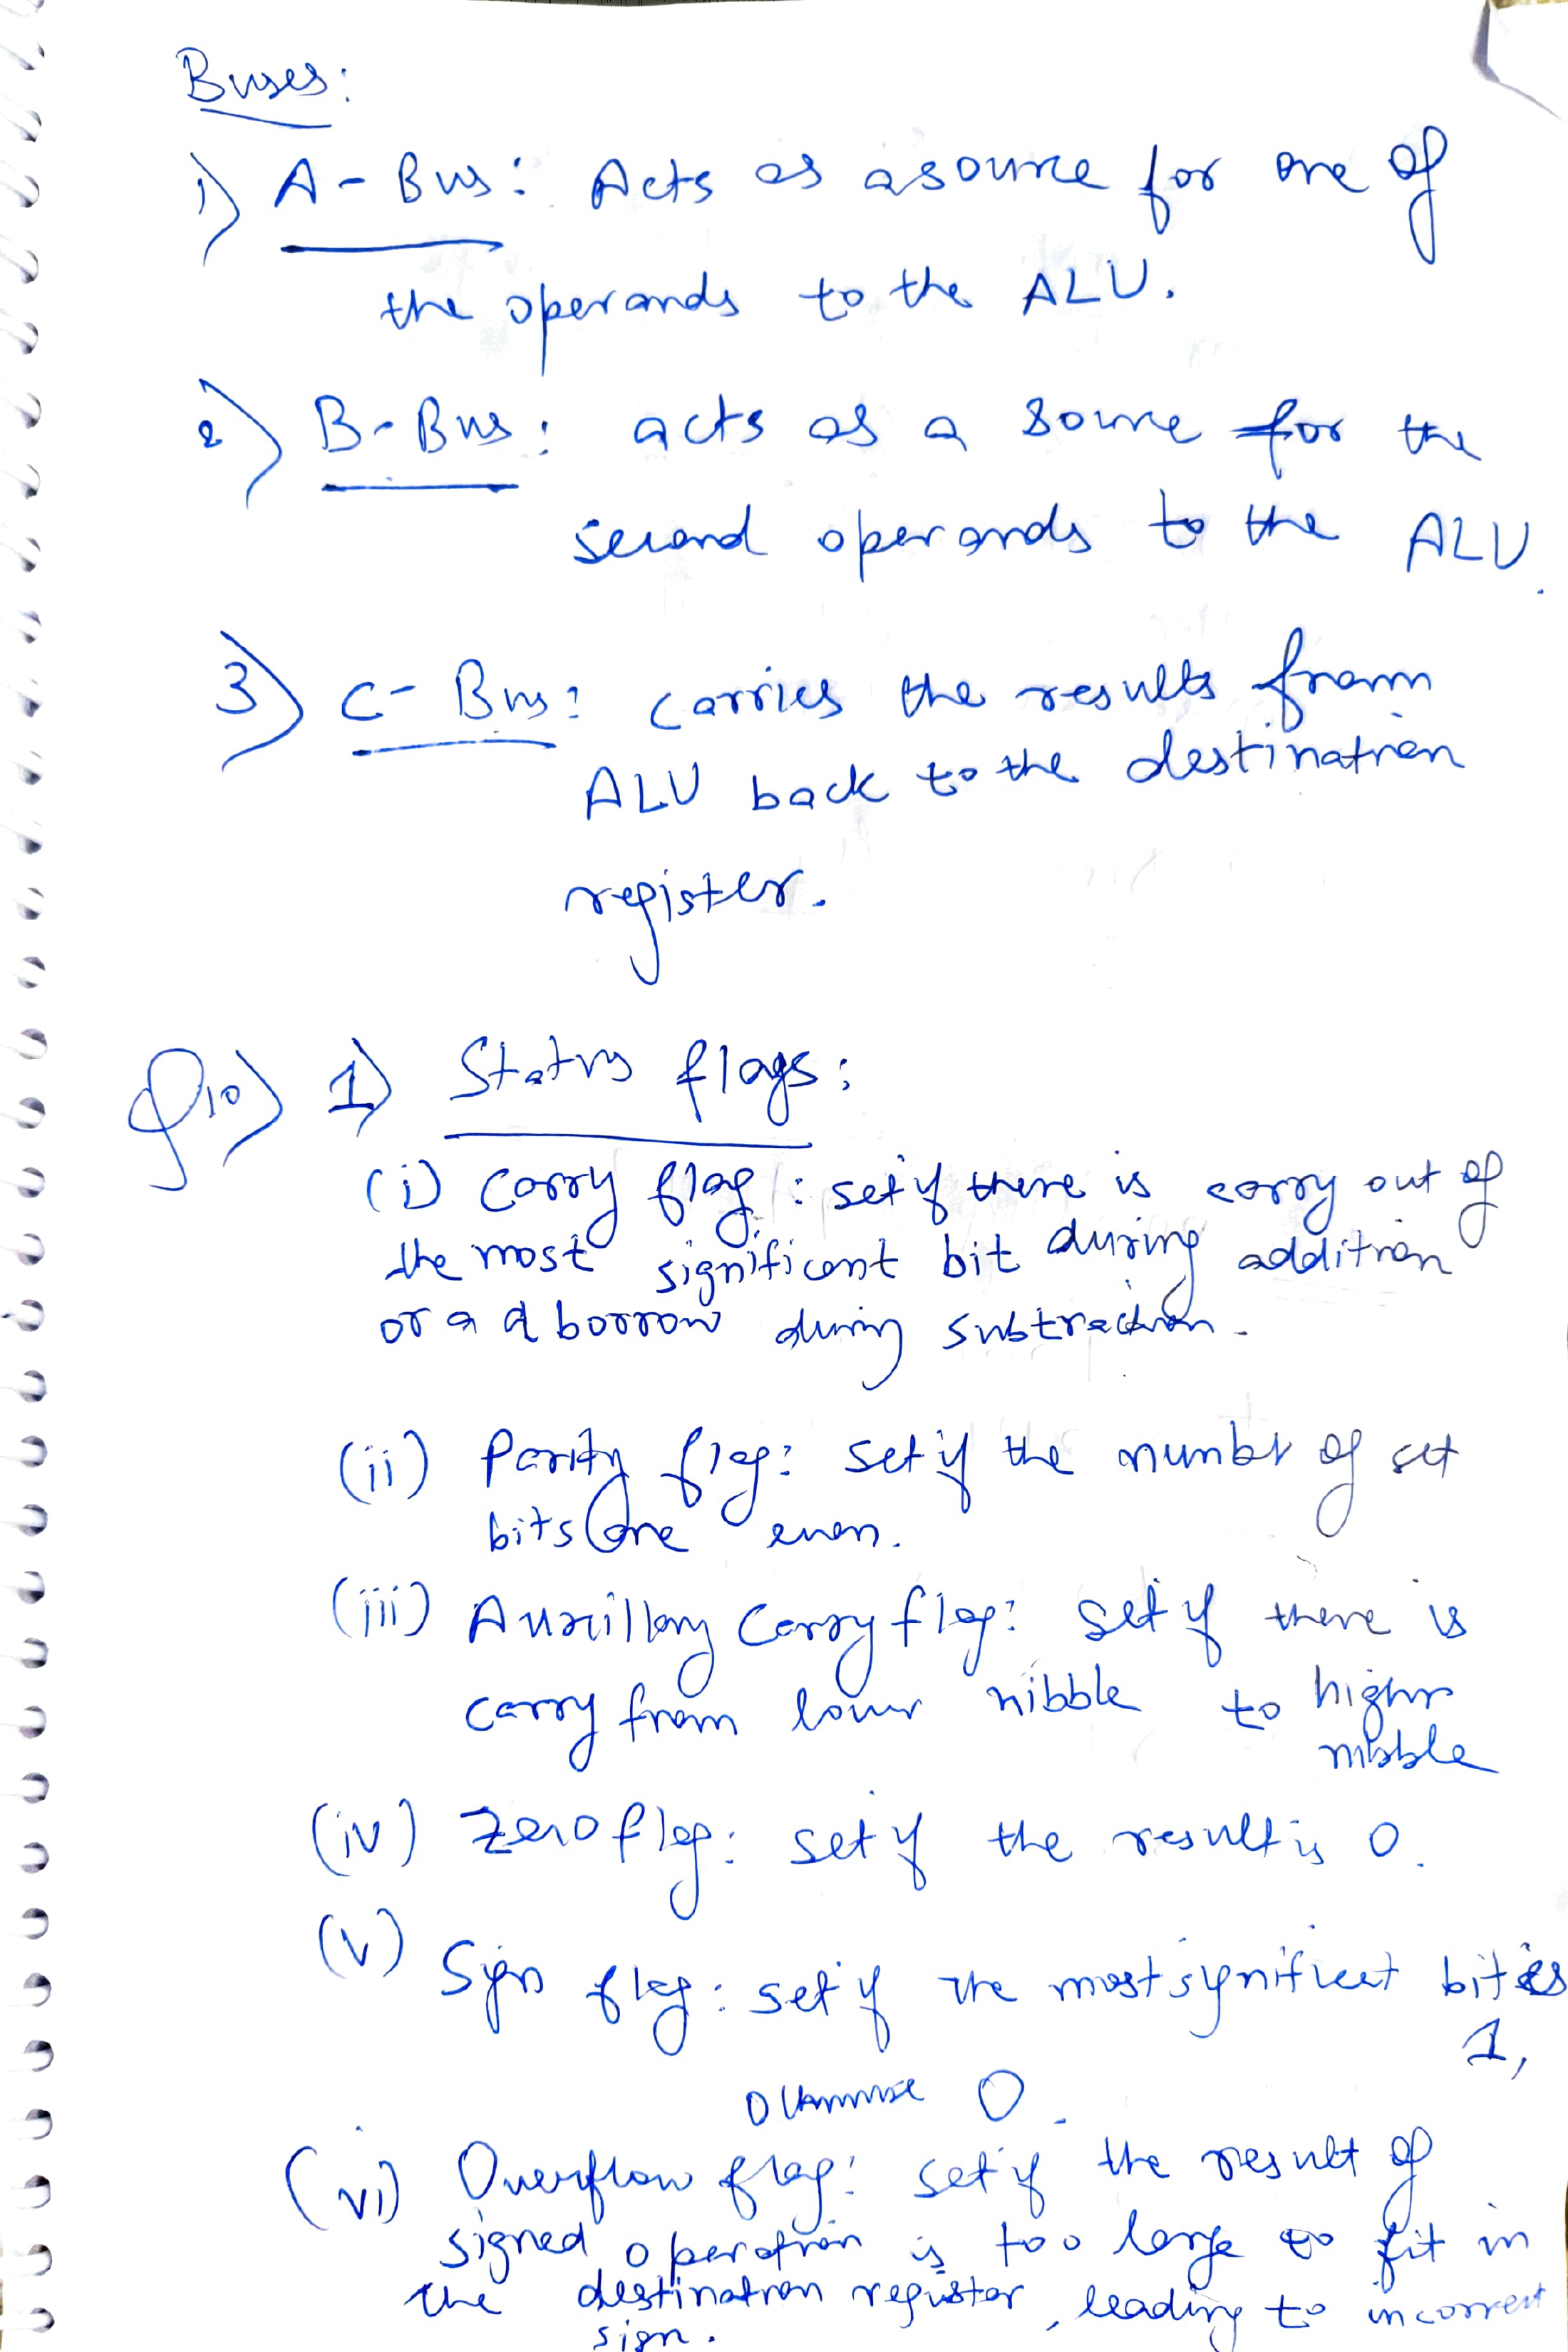 Buses:
1) A-Bus: Acts as a source for one of
the operands to the ALU.
2) B-Bus: acts as a source for the
second operands to the ALU.
3) C-Bus: carries the results from
ALU back to the destination
register.
Q10) 1) Status flags:
(i) Carry flag: set if there is carry out of
the most significant bit during addition
or a a borrow during subtraction.
(ii) Parity flag: set if the number of set
bits are even.
(iii) Auxillary Carry flag: set if there is
carry from lower nibble to higher
nibble
(iv) Zero flag: set if the result is 0.
(v) Sign flag: set if the most significant bit is
1,
Otherwise 0.
(vi) Overflow flag: set if the result of
signed operation is too large to fit in
the destination register, leading to incorrect
sign.